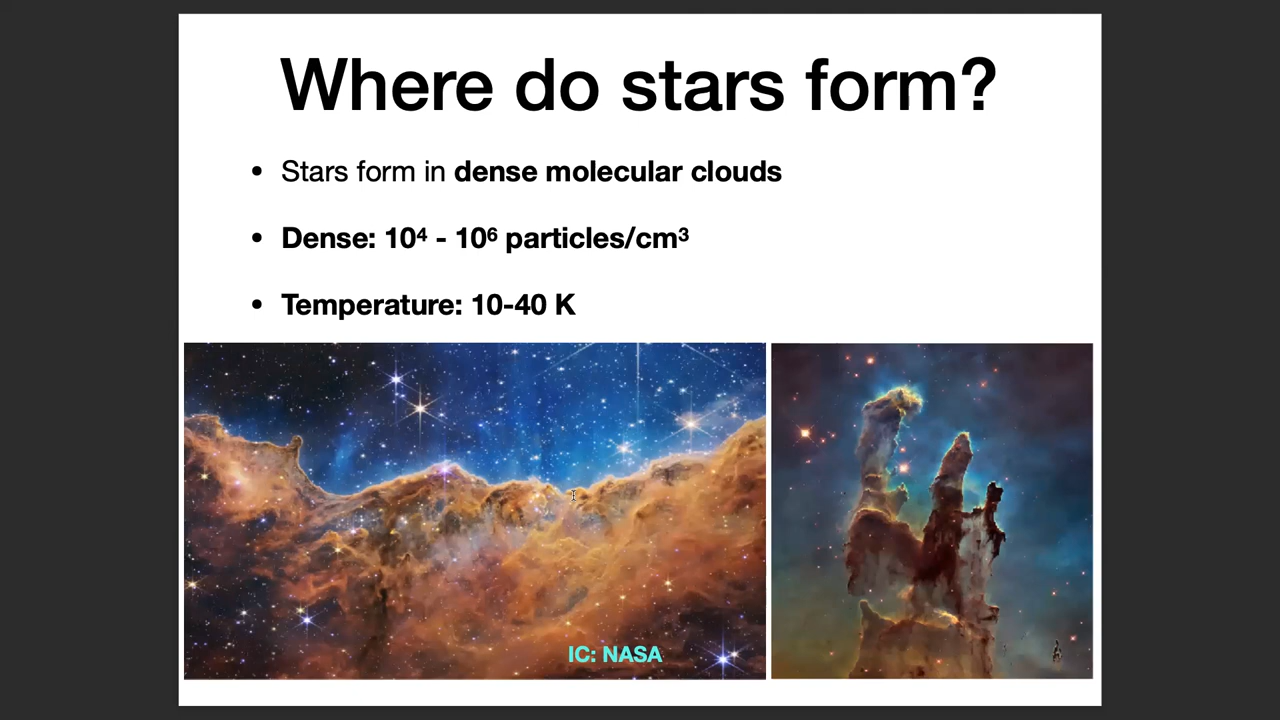 Where do stars form?
• Stars form in dense molecular clouds
• Dense: 10⁴ - 10⁶ particles/cm³
• Temperature: 10-40 K
IC: NASA